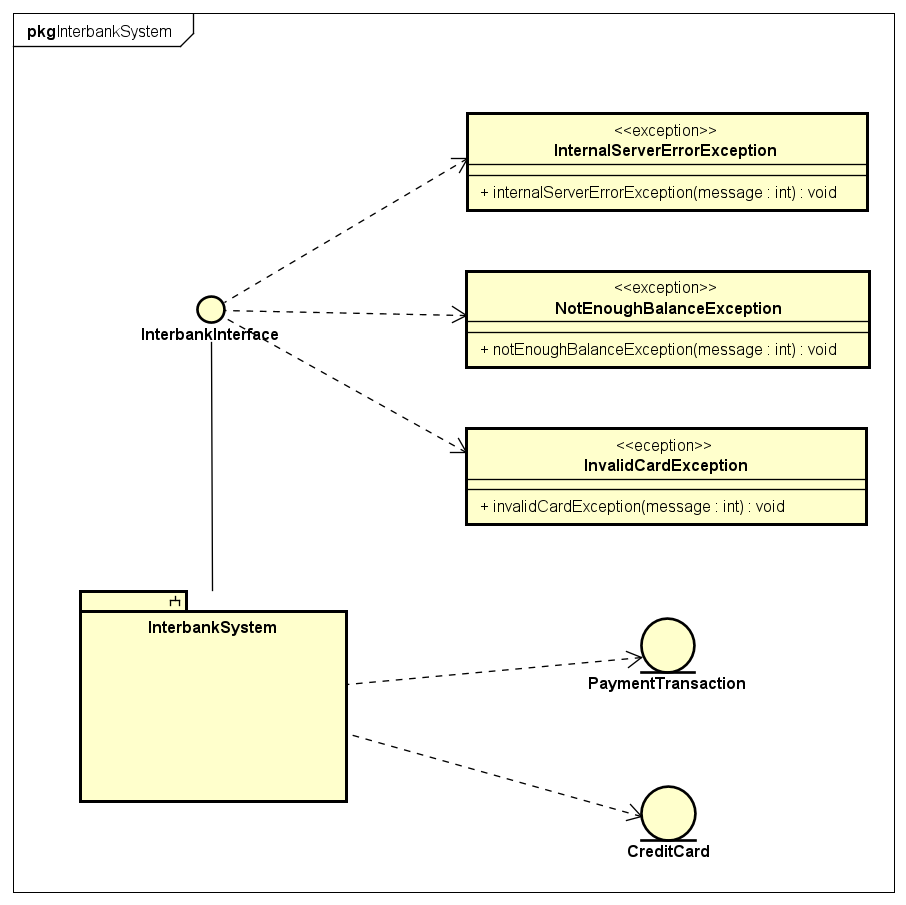 pkgInterbankSystem
<<exception>>
InternalServerErrorException
+ internalServerErrorException(message : int) : void
<<exception>>
NotEnoughBalanceException
+ notEnoughBalanceException(message : int) : void
InterbankInterface
<<eception>>
InvalidCardException
+ invalidCardException(message : int) : void
InterbankSystem
PaymentTransaction
CreditCard